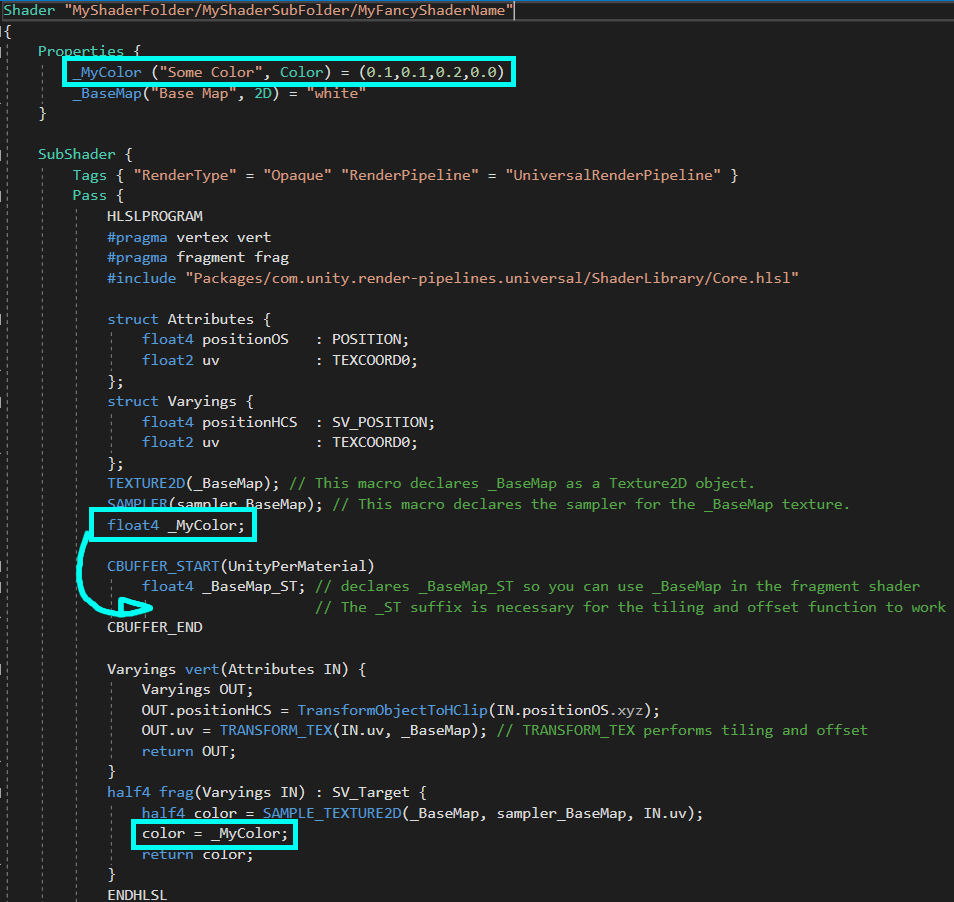 Shader "MyShaderFolder/MyShaderSubFolder/MyFancyShaderName"
{
Properties {
_MyColor ("Some Color", Color) = (0.1,0.1,0.2,0.0)
_BaseMap("Base Map", 2D) = "white"
}
SubShader {
Tags { "RenderType" = "Opaque" "RenderPipeline" = "UniversalRenderPipeline" }
Pass {
HLSLPROGRAM
#pragma vertex vert
#pragma fragment frag
#include "Packages/com.unity.render-pipelines.universal/ShaderLibrary/Core.hlsl"
struct Attributes {
float4 positionOS : POSITION;
float2 uv : TEXCOORD0;
};
struct Varyings {
float4 positionHCS : SV_POSITION;
float2 uv : TEXCOORD0;
};
TEXTURE2D(_BaseMap); // This macro declares _BaseMap as a Texture2D object.
SAMPLER(sampler_BaseMap); // This macro declares the sampler for the _BaseMap texture.
float4 _MyColor;
CBUFFER_START(UnityPerMaterial)
float4 _BaseMap_ST; // declares _BaseMap_ST so you can use _BaseMap in the fragment shader
// The _ST suffix is necessary for the tiling and offset function to work
CBUFFER_END
Varyings vert(Attributes IN) {
Varyings OUT;
OUT.positionHCS = TransformObjectToHClip(IN.positionOS.xyz);
OUT.uv = TRANSFORM_TEX(IN.uv, _BaseMap); // TRANSFORM_TEX performs tiling and offset
return OUT;
}
half4 frag(Varyings IN) : SV_Target {
half4 color = SAMPLE_TEXTURE2D(_BaseMap, sampler_BaseMap, IN.uv);
color = _MyColor;
return color;
}
ENDHLSL